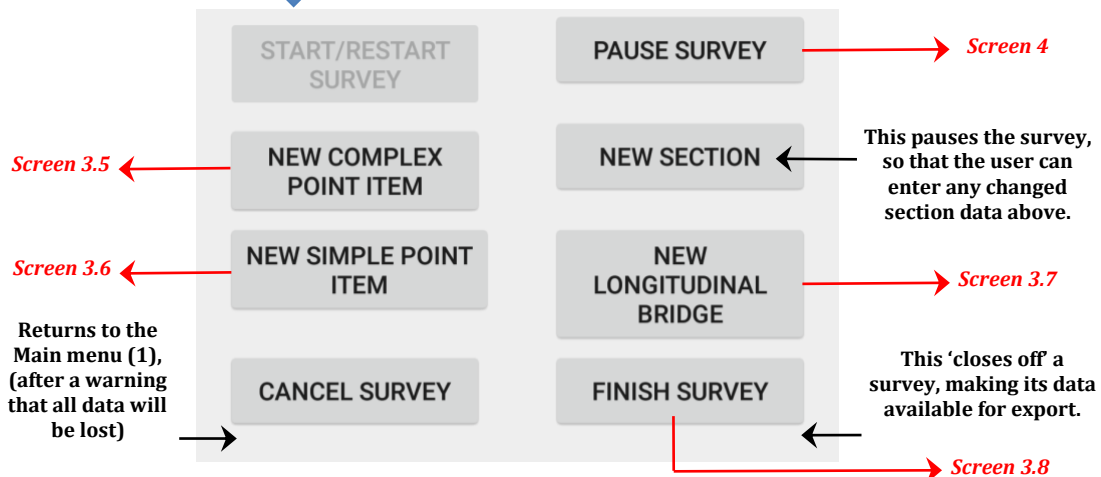 START/RESTART
SURVEY
PAUSE SURVEY
Screen 4
Screen 3.5
NEW COMPLEX
POINT ITEM
NEW SECTION
This pauses the survey,
so that the user can
enter any changed
section data above.
Screen 3.6
NEW SIMPLE POINT
ITEM
NEW
LONGITUDINAL
BRIDGE
Screen 3.7
Returns to the
Main menu (1),
(after a warning
that all data will
be lost)
CANCEL SURVEY
FINISH SURVEY
This ‘closes off’ a
survey, making its data
available for export.
Screen 3.8